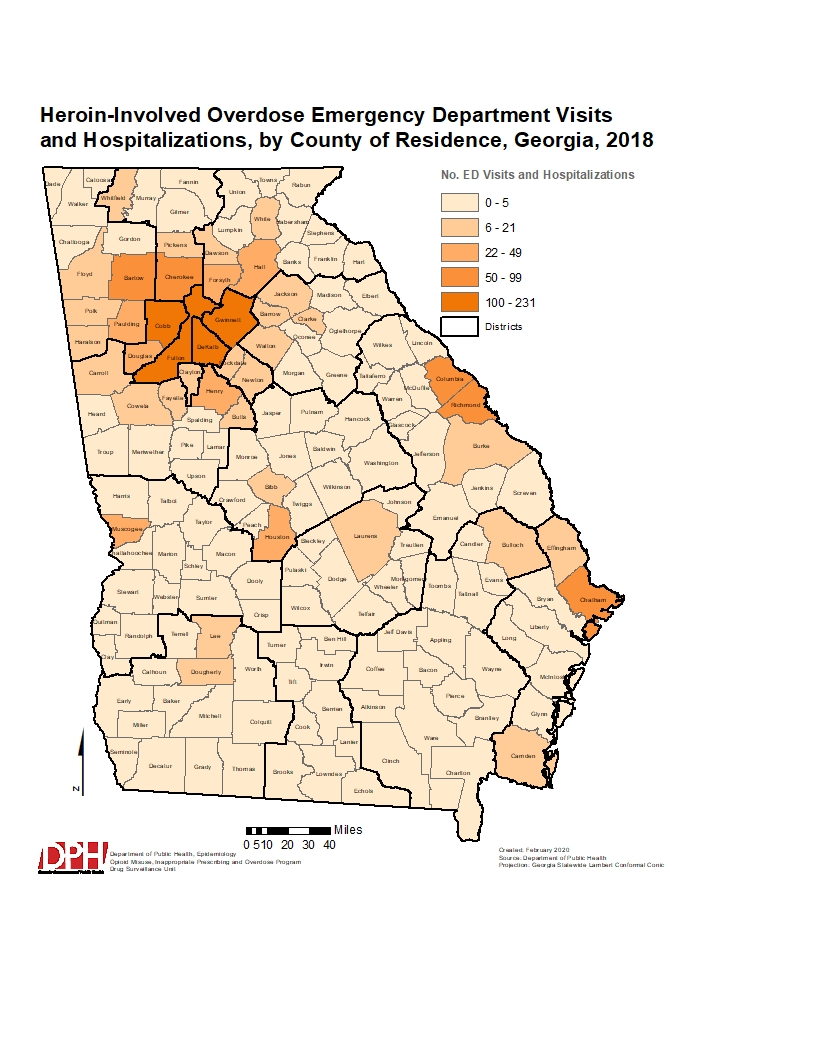 Heroin-Involved Overdose Emergency Department Visits
and Hospitalizations, by County of Residence, Georgia, 2018
No. ED Visits and Hospitalizations
0 - 5
6 - 21
22 - 49
50 - 99
100 - 231
Districts
Dade
Catoosa
Whitfield
Murray
Fannin
Union
Towns
Rabun
Walker
Gilmer
White
Habersham
Lumpkin
Stephens
Chattooga
Gordon
Pickens
Dawson
Floyd
Bartow
Cherokee
Forsyth
Hall
Banks
Franklin
Hart
Polk
Paulding
Cobb
Gwinnett
Jackson
Madison
Elbert
Barrow
Clarke
Oconee
Oglethorpe
Haralson
Douglas
Fulton
DeKalb
Walton
Wilkes
Lincoln
Carroll
Clayton
Rockdale
Newton
Morgan
Greene
Taliaferro
McDuffie
Columbia
Richmond
Heard
Coweta
Fayette
Henry
Butts
Spalding
Jasper
Putnam
Hancock
Warren
Glascock
Troup
Meriwether
Pike
Lamar
Monroe
Jones
Baldwin
Washington
Jefferson
Burke
Upson
Harris
Talbot
Crawford
Bibb
Twiggs
Wilkinson
Johnson
Jenkins
Screven
Muscogee
Taylor
Peach
Houston
Bleckley
Laurens
Emanuel
Treutlen
Candler
Bulloch
Effingham
Chattahoochee
Marion
Macon
Schley
Dooly
Pulaski
Dodge
Wheeler
Montgomery
Toombs
Tattnall
Evans
Bryan
Chatham
Stewart
Webster
Sumter
Crisp
Wilcox
Telfair
Liberty
Long
Quitman
Randolph
Terrell
Lee
Turner
Ben Hill
Jeff Davis
Appling
Clay
Calhoun
Dougherty
Worth
Irwin
Coffee
Bacon
Wayne
McIntosh
Early
Baker
Mitchell
Tift
Berrien
Atkinson
Pierce
Brantley
Glynn
Miller
Colquitt
Cook
Lanier
Ware
Clinch
Charlton
Camden
Seminole
Decatur
Grady
Thomas
Brooks
Lowndes
Echols
N
Miles
0 5 10 20 30 40
DPH
Department of Public Health, Epidemiology
Opioid Misuse, Inappropriate Prescribing and Overdose Program
Drug Surveillance Unit
Created: February 2020
Source: Department of Public Health
Projection: Georgia Statewide Lambert Conformal Conic